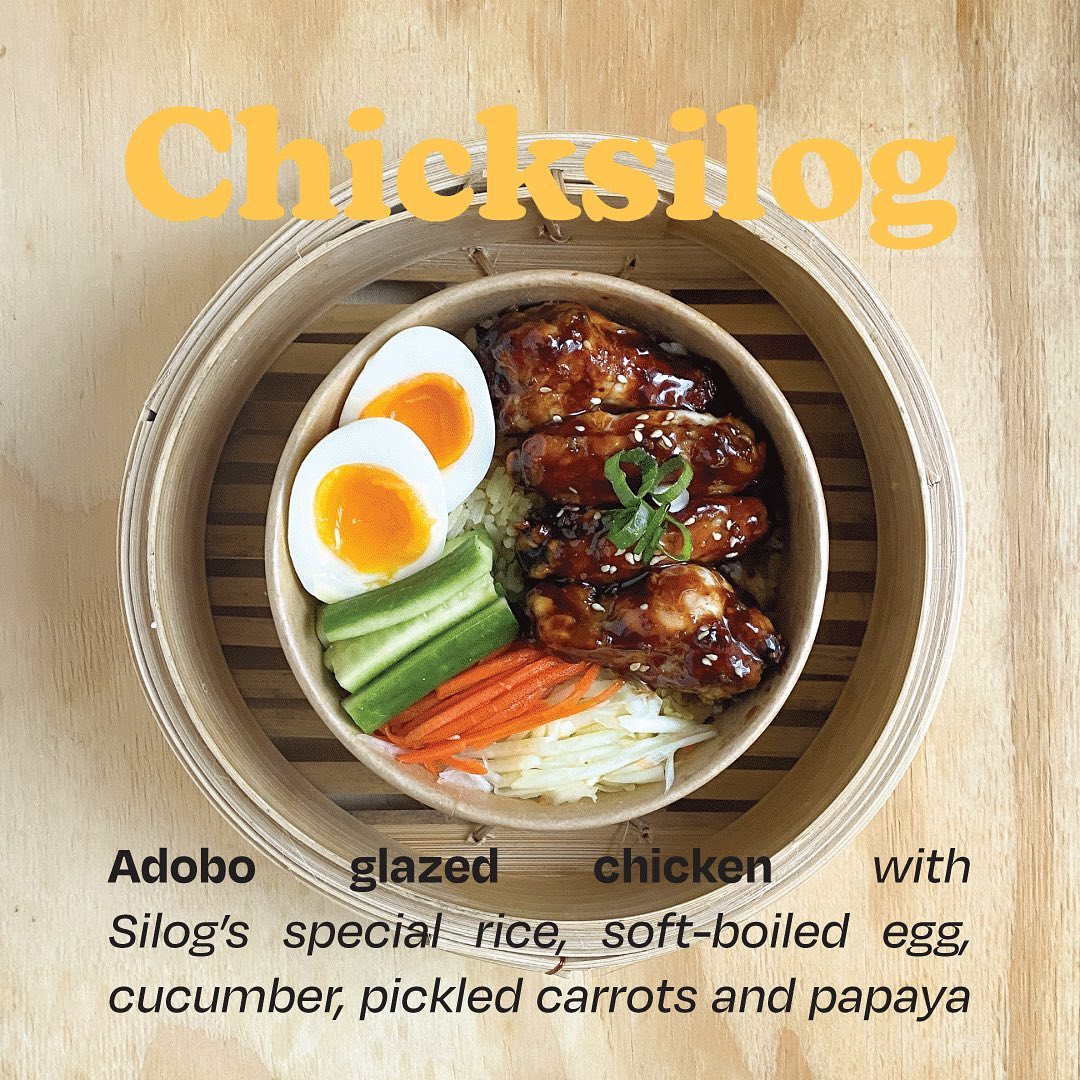 Chicksilog
Adobo glazed chicken with
Silog’s special rice, soft-boiled egg,
cucumber, pickled carrots and papaya